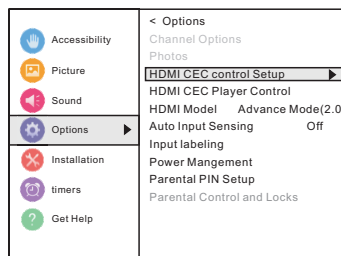 Accessibility
Picture
Sound
Options
Installation
timers
Get Help
< Options
Channel Options
Photos
HDMI CEC control Setup
HDMI CEC Player Control
HDMI Model Advance Mode(2.0
Auto Input Sensing Off
Input labeling
Power Mangement
Parental PIN Setup
Parental Control and Locks